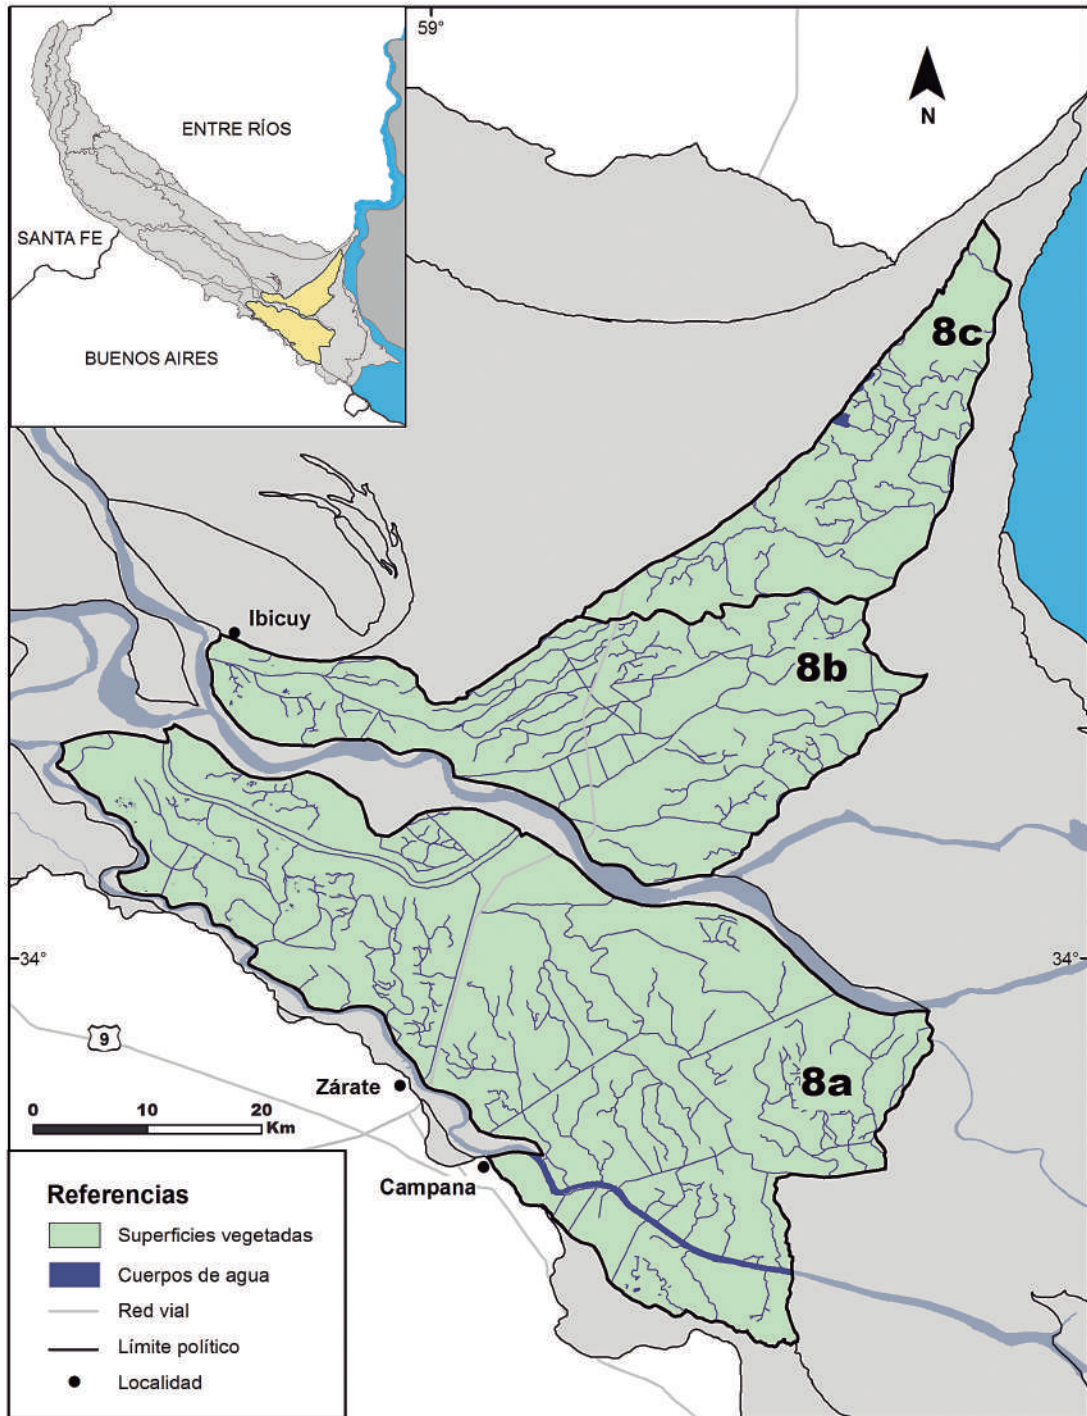 59°
N
ENTRE RÍOS
SANTA FE
BUENOS AIRES
8c
Ibicuy
8b
34°
34°
9
8a
Zárate
0 10 20
Km
Campana
Referencias
Superficies vegetadas
Cuerpos de agua
Red vial
Límite político
Localidad